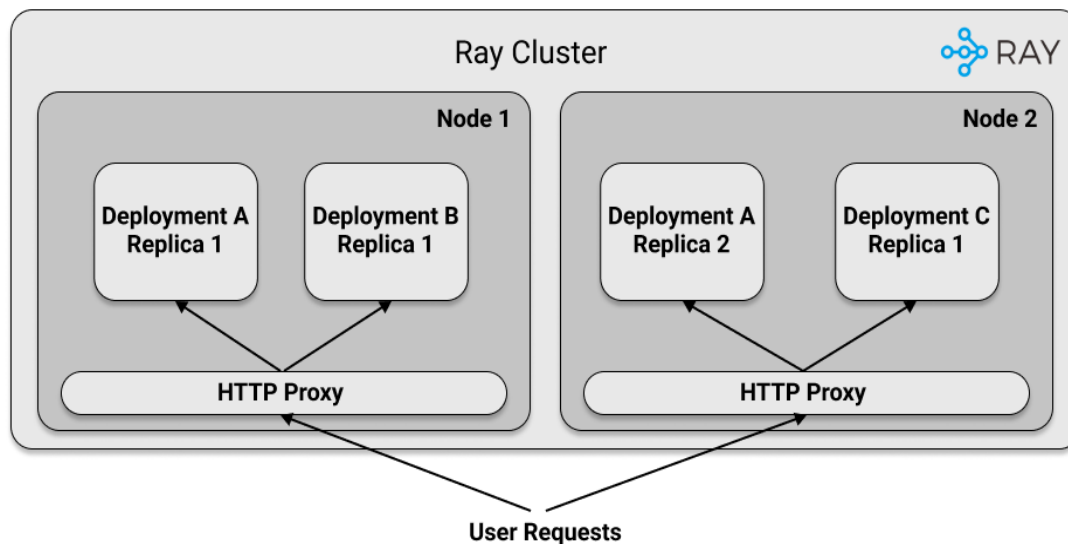 Ray Cluster
RAY
Node 1
Node 2
Deployment A
Replica 1
Deployment B
Replica 1
Deployment A
Replica 2
Deployment C
Replica 1
HTTP Proxy
HTTP Proxy
User Requests